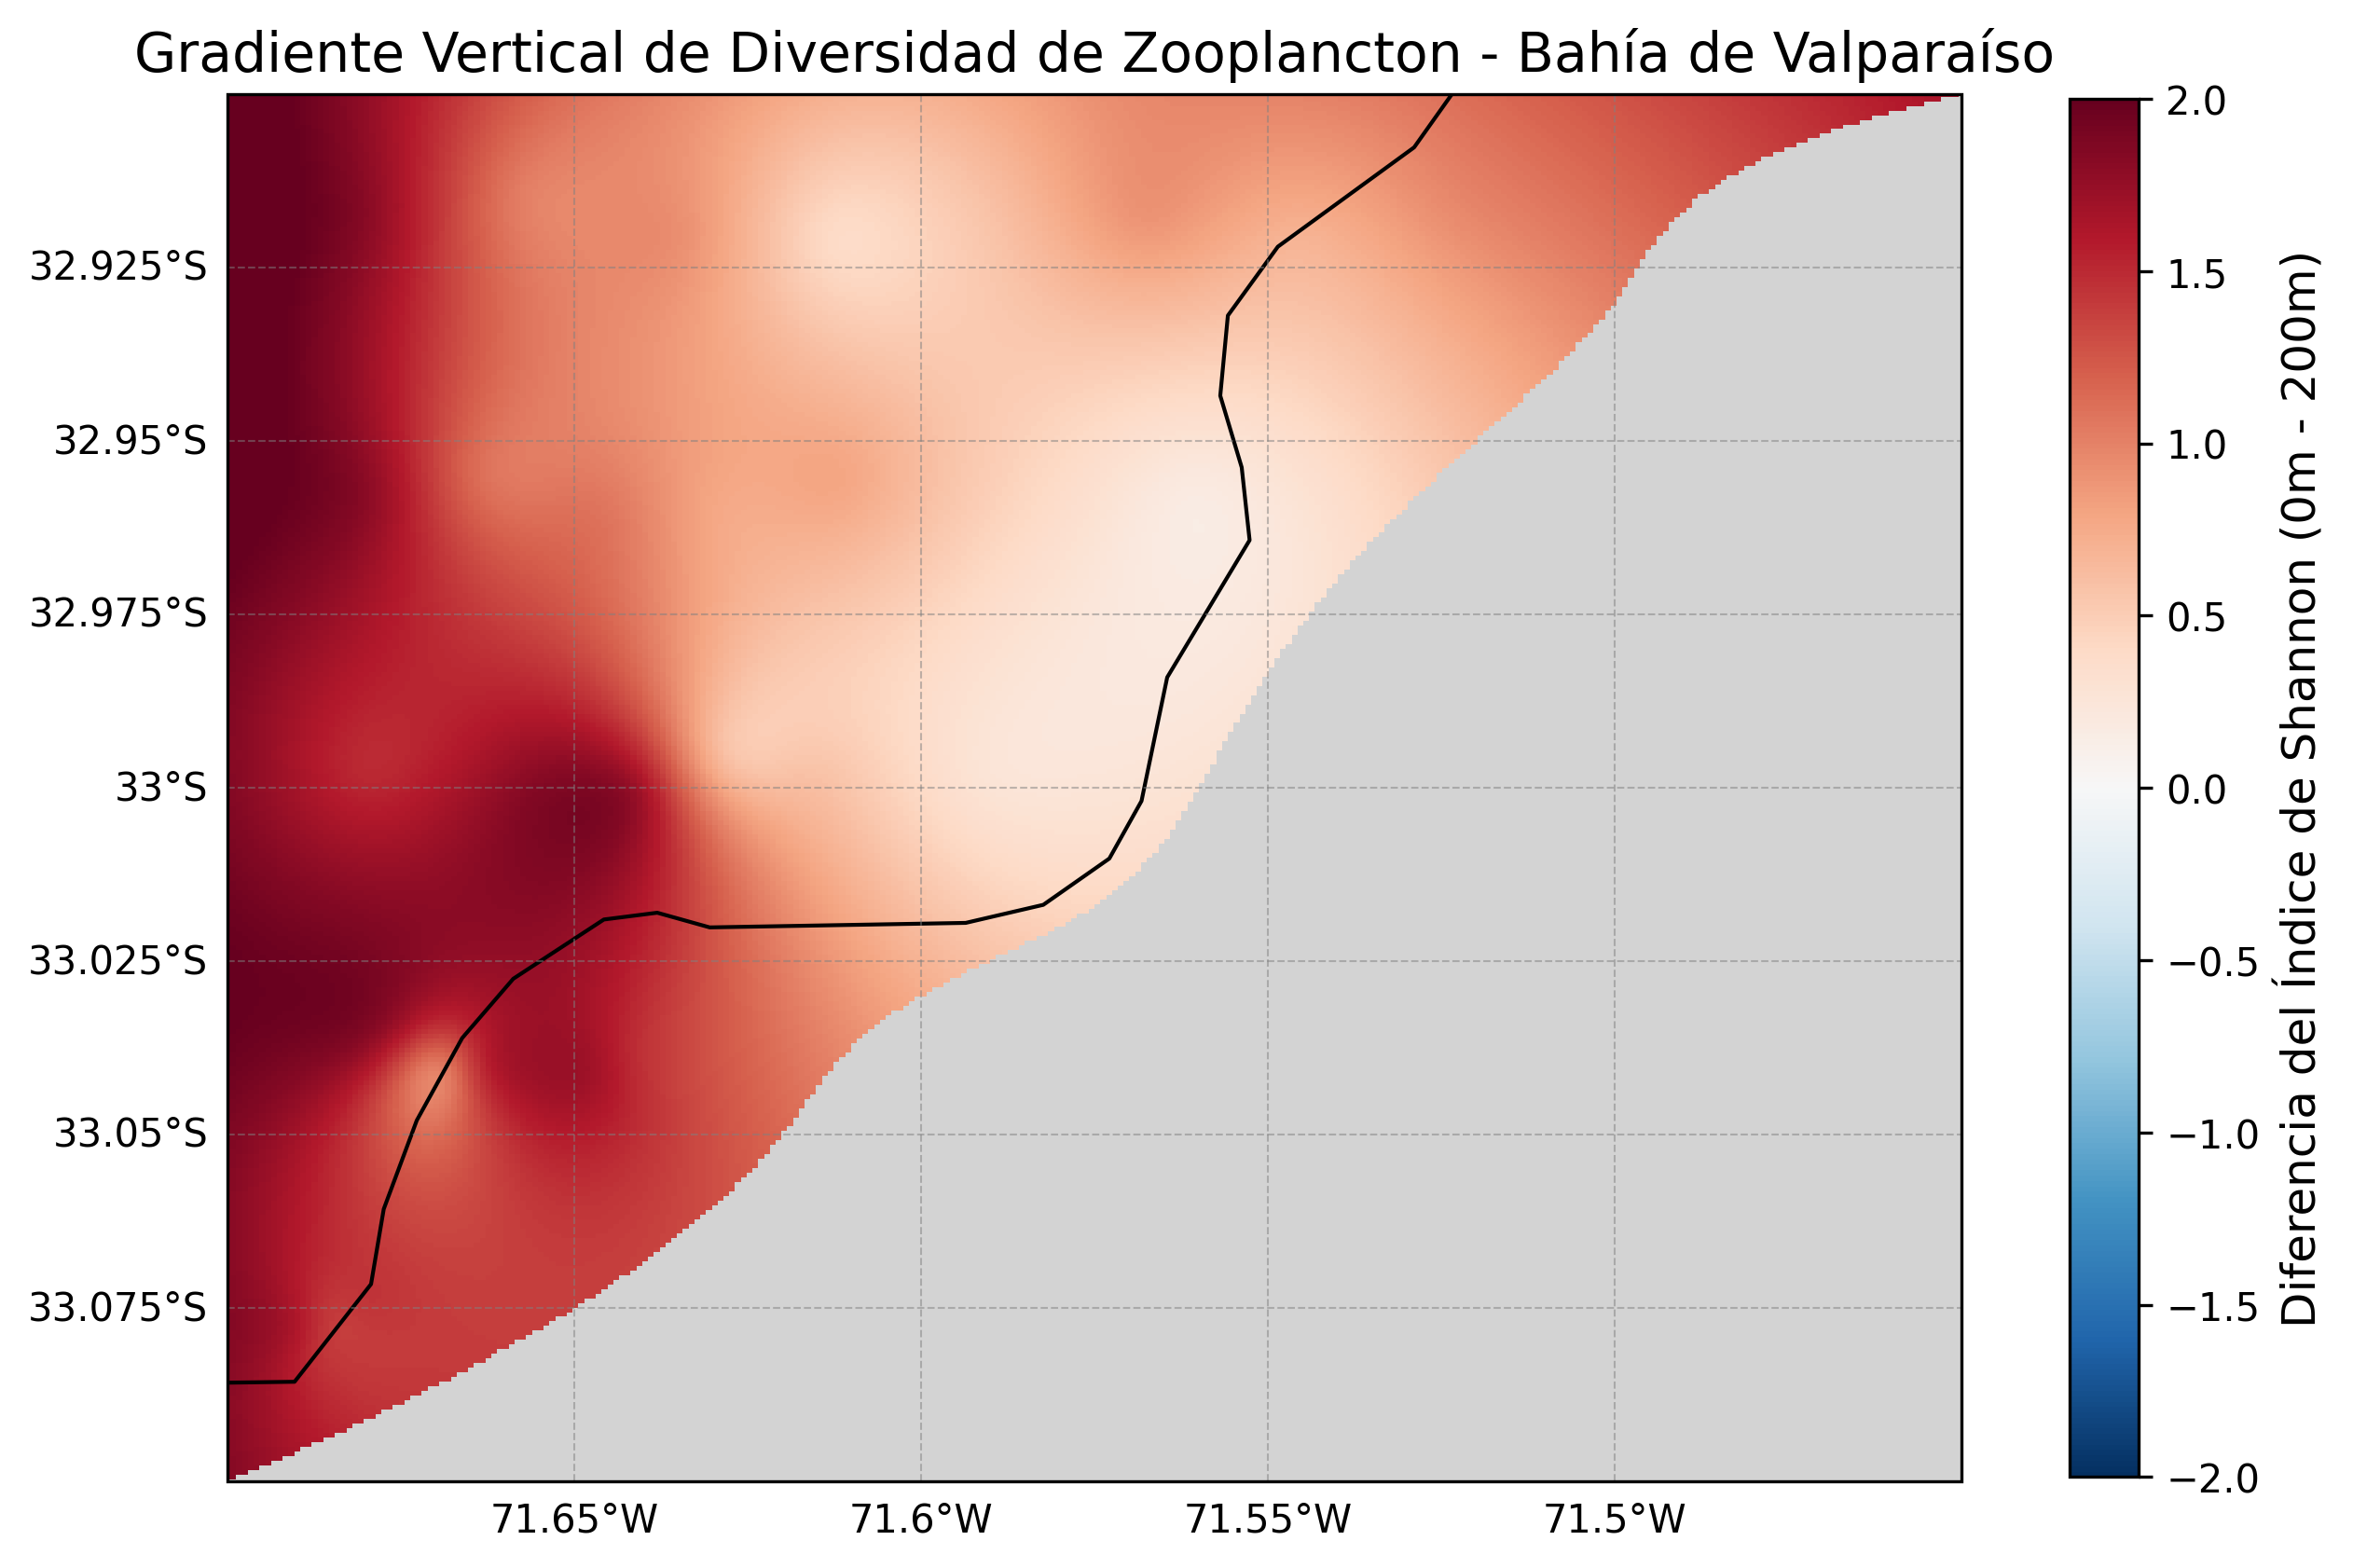 Gradiente Vertical de Diversidad de Zooplancton - Bahía de Valparaíso
32.925°S
32.95°S
32.975°S
33°S
33.025°S
33.05°S
33.075°S
71.65°W
71.6°W
71.55°W
71.5°W
2.0
1.5
1.0
0.5
0.0
−0.5
−1.0
−1.5
−2.0
Diferencia del Índice de Shannon (0m - 200m)